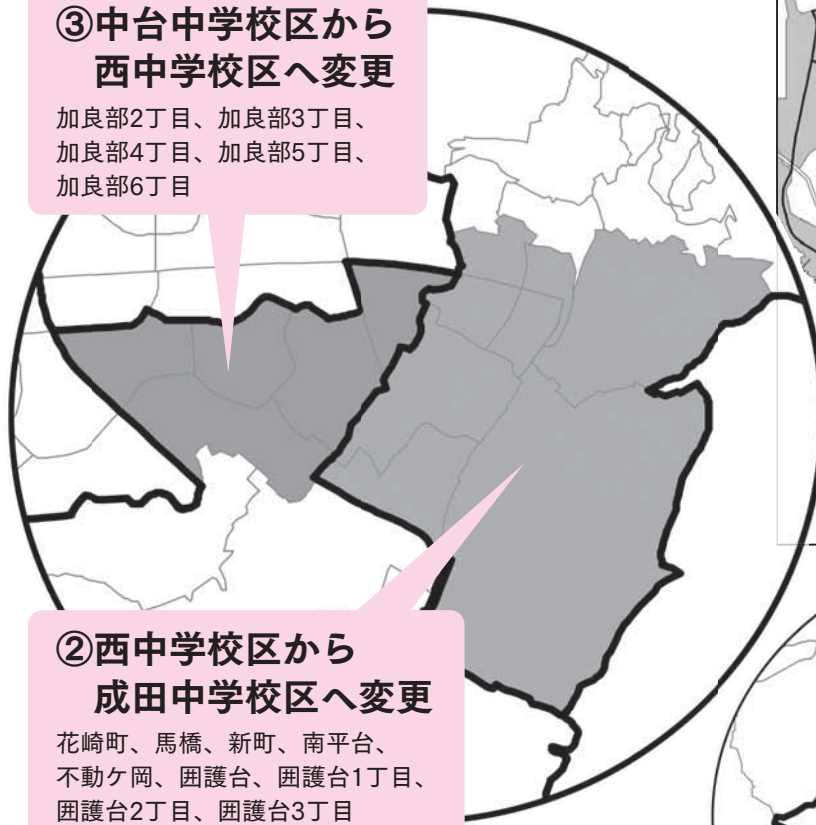 ③中台中学校区から
西中学校区へ変更
加良部2丁目、加良部3丁目、
加良部4丁目、加良部5丁目、
加良部6丁目
②西中学校区から
成田中学校区へ変更
花崎町、馬橋、新町、南平台、
不動ケ岡、囲護台、囲護台1丁目、
囲護台2丁目、囲護台3丁目